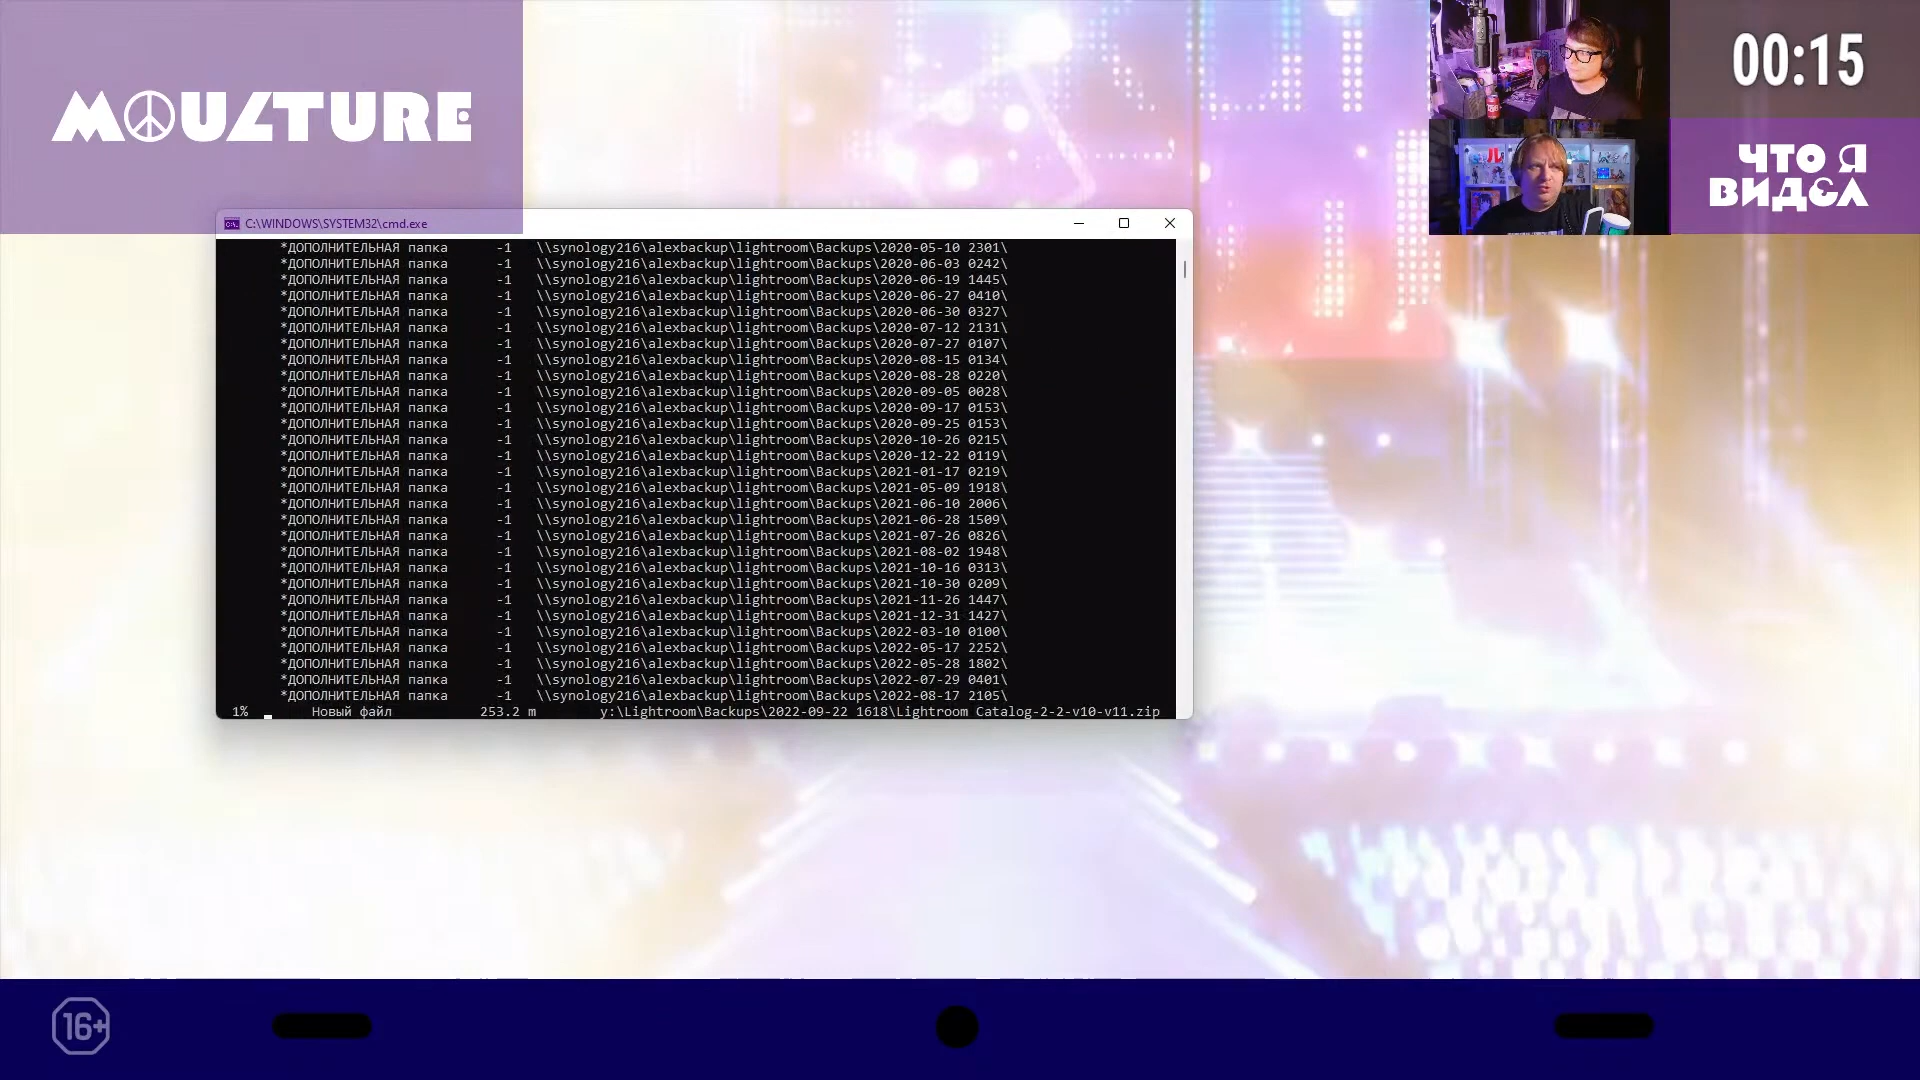 MOULTURE
00:15
ЧТО Я
ВИДЕЛ
C:\WINDOWS\SYSTEM32\cmd.exe
*ДОПОЛНИТЕЛЬНАЯ папка -1 \\synology216\alexbackup\lightroom\Backups\2020-05-10 2301\
*ДОПОЛНИТЕЛЬНАЯ папка -1 \\synology216\alexbackup\lightroom\Backups\2020-06-03 0242\
*ДОПОЛНИТЕЛЬНАЯ папка -1 \\synology216\alexbackup\lightroom\Backups\2020-06-19 1445\
*ДОПОЛНИТЕЛЬНАЯ папка -1 \\synology216\alexbackup\lightroom\Backups\2020-06-27 0410\
*ДОПОЛНИТЕЛЬНАЯ папка -1 \\synology216\alexbackup\lightroom\Backups\2020-06-30 0327\
*ДОПОЛНИТЕЛЬНАЯ папка -1 \\synology216\alexbackup\lightroom\Backups\2020-07-12 2131\
*ДОПОЛНИТЕЛЬНАЯ папка -1 \\synology216\alexbackup\lightroom\Backups\2020-07-27 0107\
*ДОПОЛНИТЕЛЬНАЯ папка -1 \\synology216\alexbackup\lightroom\Backups\2020-08-15 0134\
*ДОПОЛНИТЕЛЬНАЯ папка -1 \\synology216\alexbackup\lightroom\Backups\2020-08-28 0220\
*ДОПОЛНИТЕЛЬНАЯ папка -1 \\synology216\alexbackup\lightroom\Backups\2020-09-05 0028\
*ДОПОЛНИТЕЛЬНАЯ папка -1 \\synology216\alexbackup\lightroom\Backups\2020-09-17 0153\
*ДОПОЛНИТЕЛЬНАЯ папка -1 \\synology216\alexbackup\lightroom\Backups\2020-09-25 0153\
*ДОПОЛНИТЕЛЬНАЯ папка -1 \\synology216\alexbackup\lightroom\Backups\2020-10-26 0215\
*ДОПОЛНИТЕЛЬНАЯ папка -1 \\synology216\alexbackup\lightroom\Backups\2020-12-22 0119\
*ДОПОЛНИТЕЛЬНАЯ папка -1 \\synology216\alexbackup\lightroom\Backups\2021-01-17 0219\
*ДОПОЛНИТЕЛЬНАЯ папка -1 \\synology216\alexbackup\lightroom\Backups\2021-05-09 1918\
*ДОПОЛНИТЕЛЬНАЯ папка -1 \\synology216\alexbackup\lightroom\Backups\2021-06-10 2006\
*ДОПОЛНИТЕЛЬНАЯ папка -1 \\synology216\alexbackup\lightroom\Backups\2021-06-28 1509\
*ДОПОЛНИТЕЛЬНАЯ папка -1 \\synology216\alexbackup\lightroom\Backups\2021-07-26 0826\
*ДОПОЛНИТЕЛЬНАЯ папка -1 \\synology216\alexbackup\lightroom\Backups\2021-08-02 1948\
*ДОПОЛНИТЕЛЬНАЯ папка -1 \\synology216\alexbackup\lightroom\Backups\2021-10-16 0313\
*ДОПОЛНИТЕЛЬНАЯ папка -1 \\synology216\alexbackup\lightroom\Backups\2021-10-30 0209\
*ДОПОЛНИТЕЛЬНАЯ папка -1 \\synology216\alexbackup\lightroom\Backups\2021-11-26 1447\
*ДОПОЛНИТЕЛЬНАЯ папка -1 \\synology216\alexbackup\lightroom\Backups\2021-12-31 1427\
*ДОПОЛНИТЕЛЬНАЯ папка -1 \\synology216\alexbackup\lightroom\Backups\2022-03-10 0100\
*ДОПОЛНИТЕЛЬНАЯ папка -1 \\synology216\alexbackup\lightroom\Backups\2022-05-17 2252\
*ДОПОЛНИТЕЛЬНАЯ папка -1 \\synology216\alexbackup\lightroom\Backups\2022-05-28 1802\
*ДОПОЛНИТЕЛЬНАЯ папка -1 \\synology216\alexbackup\lightroom\Backups\2022-07-29 0401\
*ДОПОЛНИТЕЛЬНАЯ папка -1 \\synology216\alexbackup\lightroom\Backups\2022-08-17 2105\
1% Новый файл 253.2 m y:\Lightroom\Backups\2022-09-22 1618\Lightroom Catalog-2-2-v10-v11.zip
16+